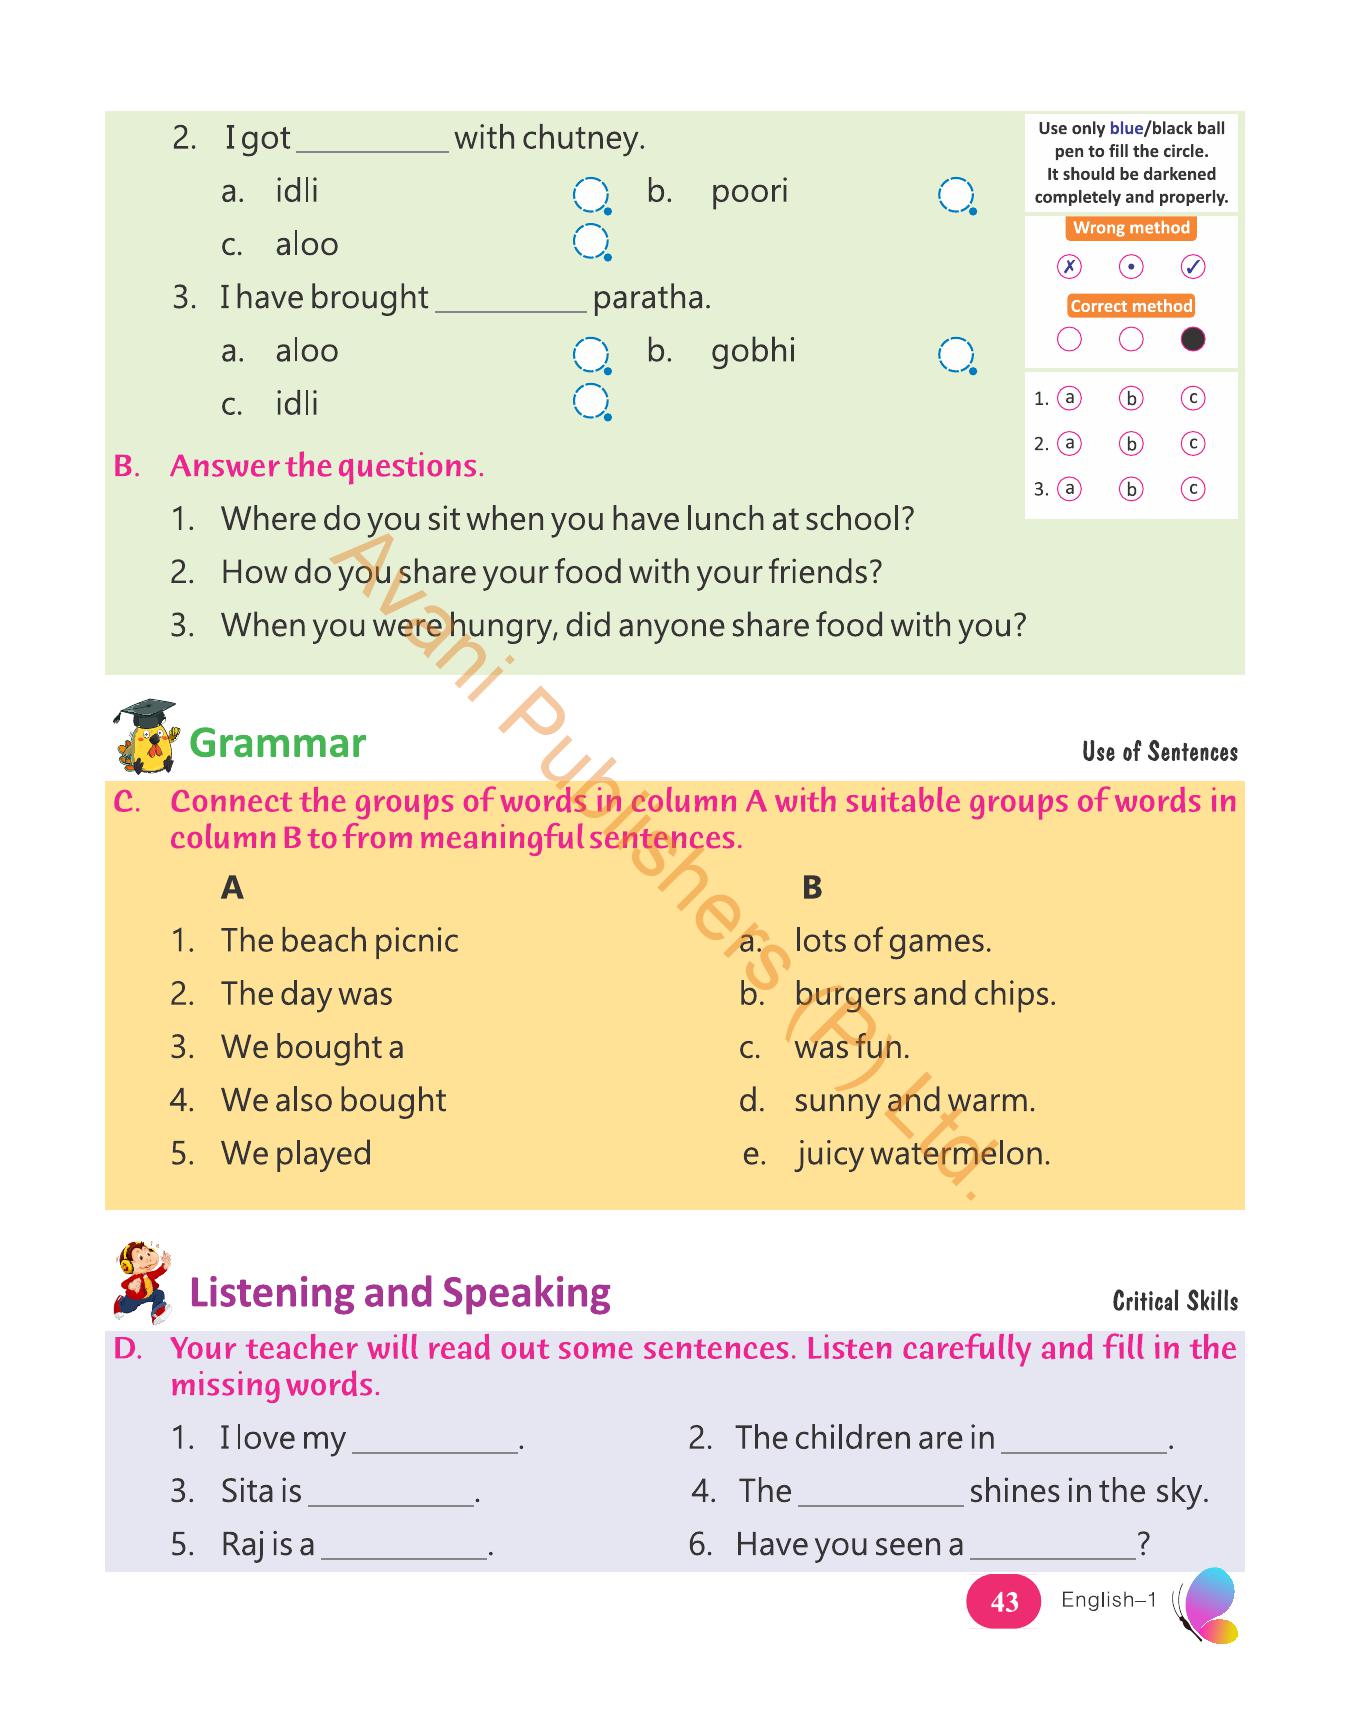 2. I got __________ with chutney.
a. idli b. poori
c. aloo
3. I have brought __________ paratha.
a. aloo b. gobhi
c. idli
Use only blue/black ball
pen to fill the circle.
It should be darkened
completely and properly.
Wrong method
✗ • ✓
Correct method
1. a b c
2. a b c
3. a b c
B. Answer the questions.
1. Where do you sit when you have lunch at school?
2. How do you share your food with your friends?
3. When you were hungry, did anyone share food with you?
Grammar
Use of Sentences
C. Connect the groups of words in column A with suitable groups of words in
column B to from meaningful sentences.
A B
1. The beach picnic a. lots of games.
2. The day was b. burgers and chips.
3. We bought a c. was fun.
4. We also bought d. sunny and warm.
5. We played e. juicy watermelon.
Avani Publishers (P) Ltd.
Listening and Speaking
Critical Skills
D. Your teacher will read out some sentences. Listen carefully and fill in the
missing words.
1. I love my __________. 2. The children are in __________.
3. Sita is __________. 4. The __________ shines in the sky.
5. Raj is a __________. 6. Have you seen a __________?
43 English–1